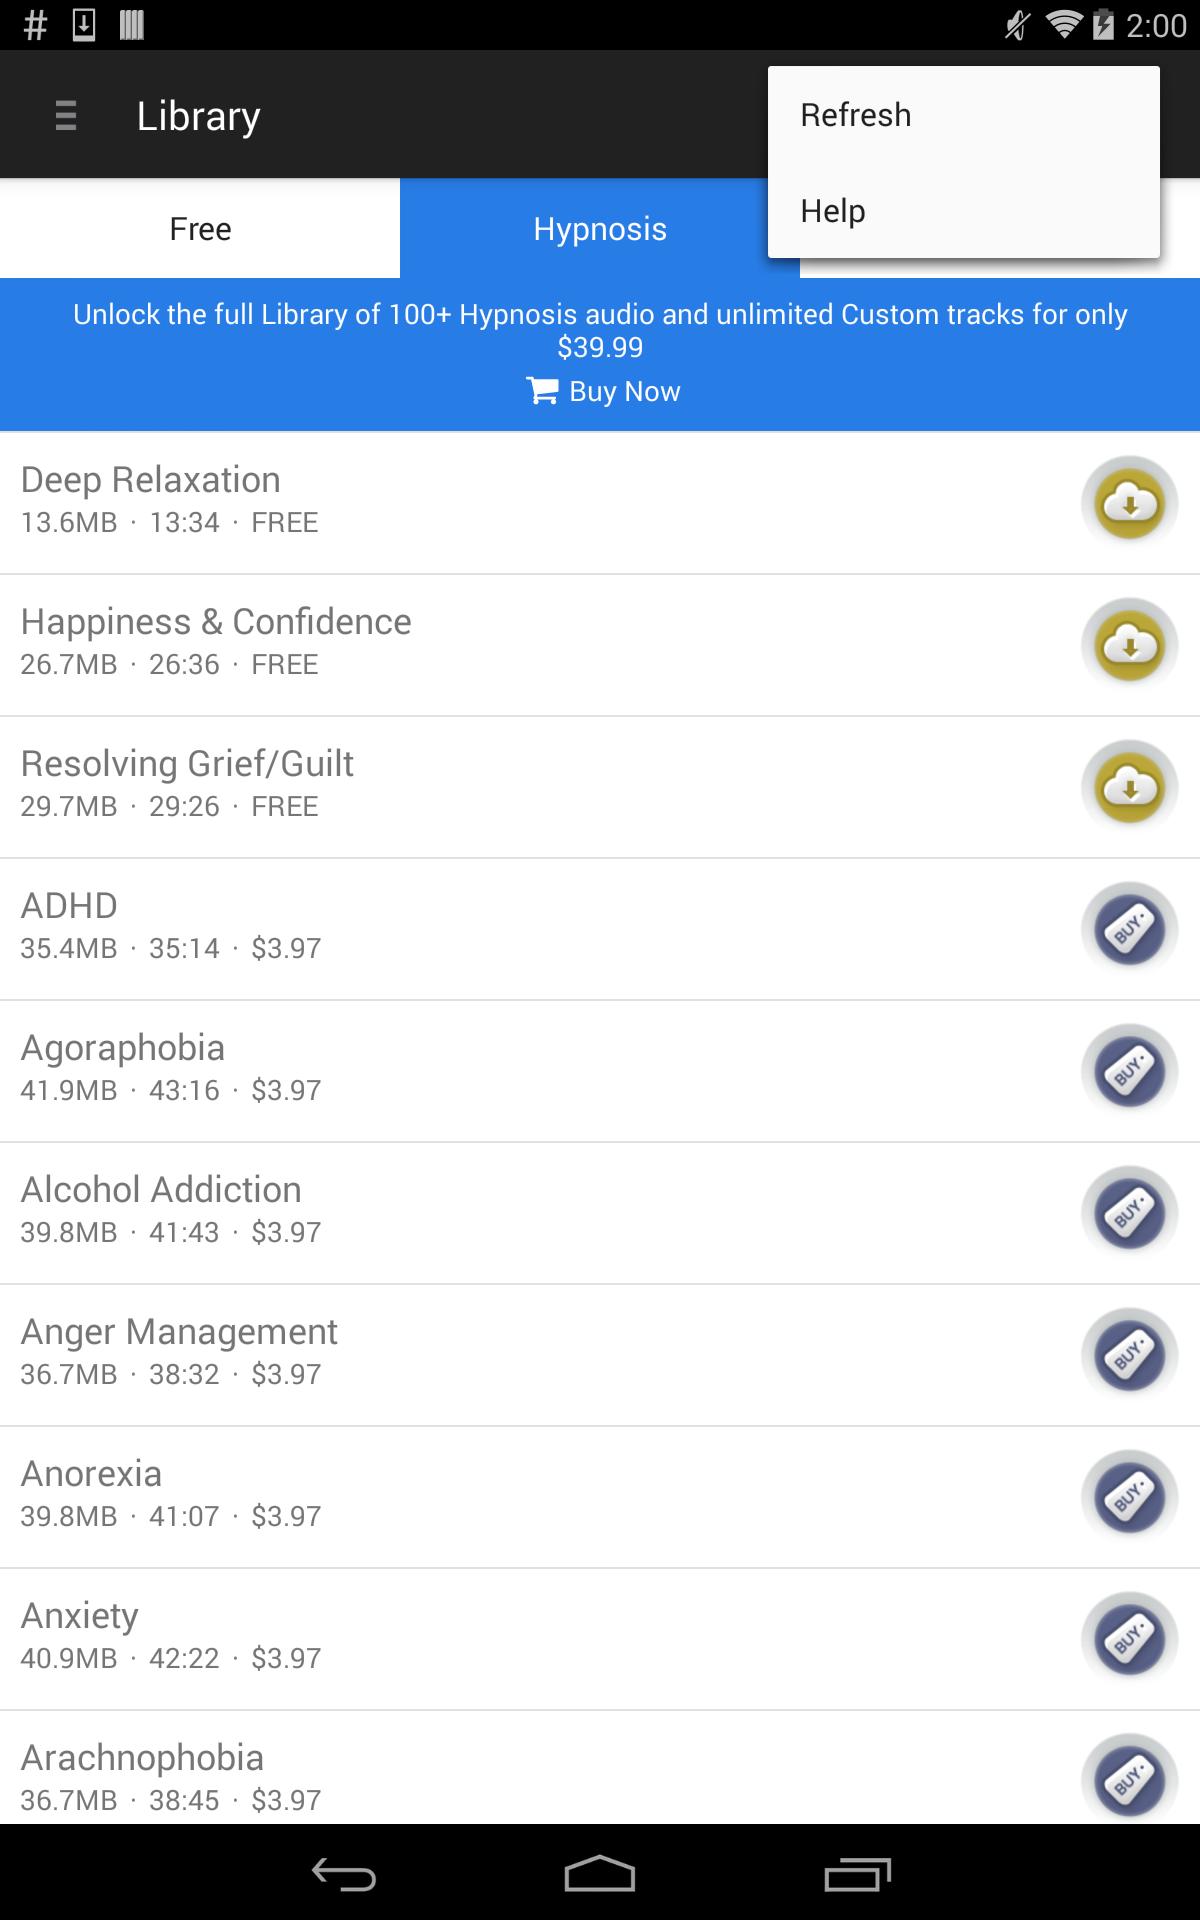 2:00
Library
Refresh
Help
Free
Hypnosis
Unlock the full Library of 100+ Hypnosis audio and unlimited Custom tracks for only
$39.99
Buy Now
Deep Relaxation
13.6MB · 13:34 · FREE
Happiness & Confidence
26.7MB · 26:36 · FREE
Resolving Grief/Guilt
29.7MB · 29:26 · FREE
ADHD
35.4MB · 35:14 · $3.97
BUY
Agoraphobia
41.9MB · 43:16 · $3.97
BUY
Alcohol Addiction
39.8MB · 41:43 · $3.97
BUY
Anger Management
36.7MB · 38:32 · $3.97
BUY
Anorexia
39.8MB · 41:07 · $3.97
BUY
Anxiety
40.9MB · 42:22 · $3.97
BUY
Arachnophobia
36.7MB · 38:45 · $3.97
BUY